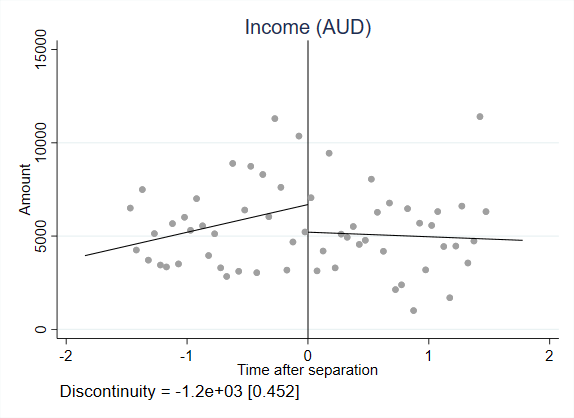 Income (AUD)
15000
10000
5000
0
Amount
-2 -1 0 1 2
Time after separation
Discontinuity = -1.2e+03 [0.452]